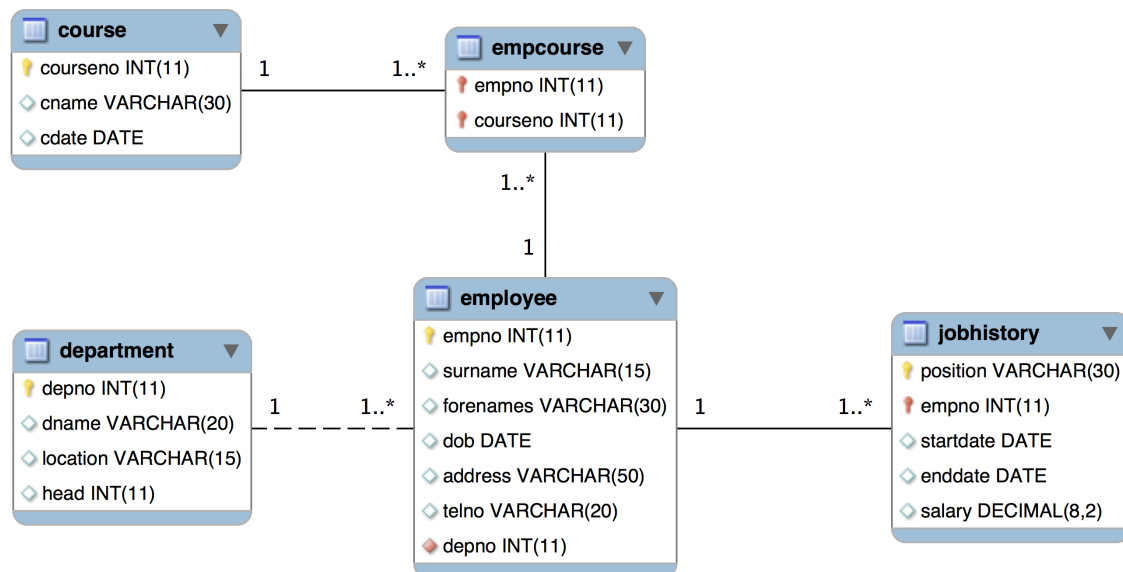 course
courseno INT(11)
cname VARCHAR(30)
cdate DATE
1
1..*
empcourse
empno INT(11)
courseno INT(11)
1..*
1
employee
empno INT(11)
surname VARCHAR(15)
forenames VARCHAR(30)
dob DATE
address VARCHAR(50)
telno VARCHAR(20)
depno INT(11)
department
depno INT(11)
dname VARCHAR(20)
location VARCHAR(15)
head INT(11)
1
1..*
1
1..*
jobhistory
position VARCHAR(30)
empno INT(11)
startdate DATE
enddate DATE
salary DECIMAL(8,2)